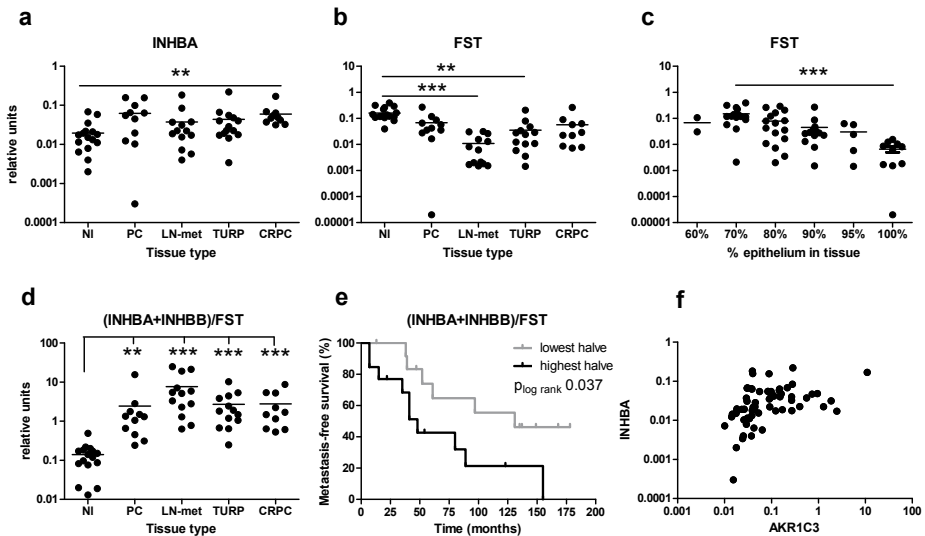 a
INHBA
**
relative units
1
0.1
0.01
0.001
0.0001
NI PC LN-met TURP CRPC
Tissue type
b
FST
**
***
10
1
0.1
0.01
0.001
0.0001
0.00001
NI PC LN-met TURP CRPC
Tissue type
c
FST
***
10
1
0.1
0.01
0.001
0.0001
0.00001
60% 70% 80% 90% 95% 100%
% epithelium in tissue
d
(INHBA+INHBB)/FST
** *** *** ***
relative units
100
10
1
0.1
0.01
NI PC LN-met TURP CRPC
Tissue type
e
(INHBA+INHBB)/FST
lowest halve
highest halve
plog rank 0.037
Metastasis-free survival (%)
100
80
60
40
20
0
0 25 50 75 100 125 150 175 200
Time (months)
f
INHBA
1
0.1
0.01
0.001
0.0001
0.001 0.01 0.1 1 10 100
AKR1C3